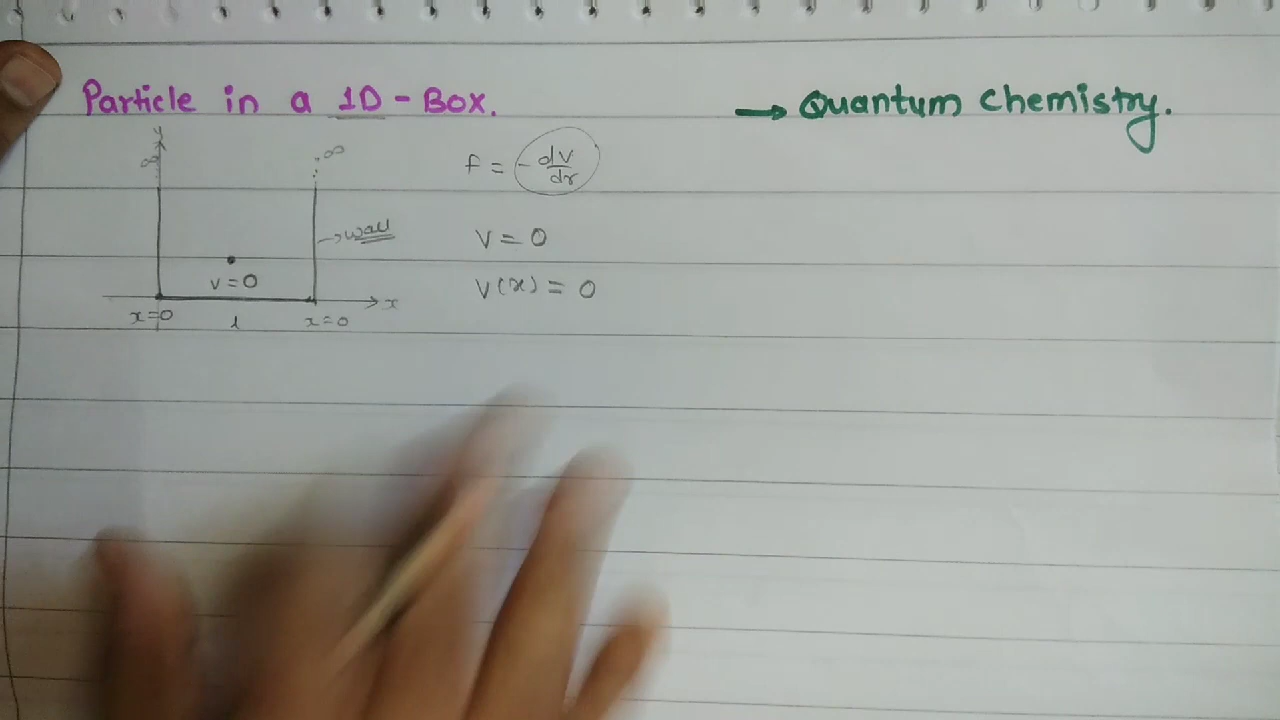 Particle in a 1D - Box.
→ Quantum Chemistry.
V
∞
∞
→ wall
V=0
x=0
l
x=0
x
f = - dV/dr
V = 0
V(x) = 0